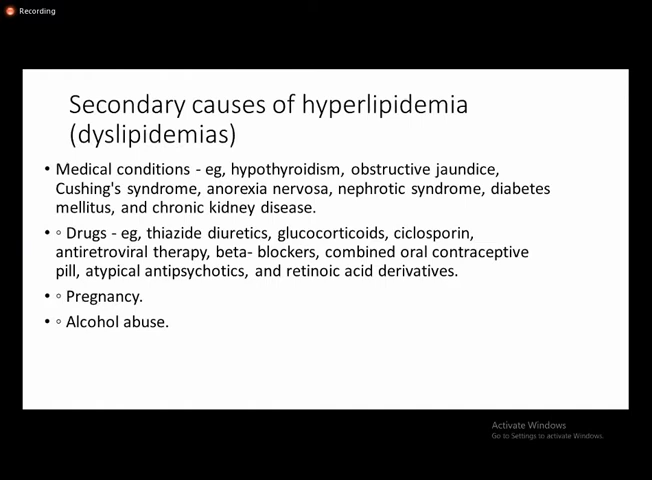 Recording
Secondary causes of hyperlipidemia
(dyslipidemias)
• Medical conditions - eg, hypothyroidism, obstructive jaundice,
Cushing's syndrome, anorexia nervosa, nephrotic syndrome, diabetes
mellitus, and chronic kidney disease.
• ◦ Drugs - eg, thiazide diuretics, glucocorticoids, ciclosporin,
antiretroviral therapy, beta- blockers, combined oral contraceptive
pill, atypical antipsychotics, and retinoic acid derivatives.
• ◦ Pregnancy.
• ◦ Alcohol abuse.
Activate Windows
Go to Settings to activate Windows.